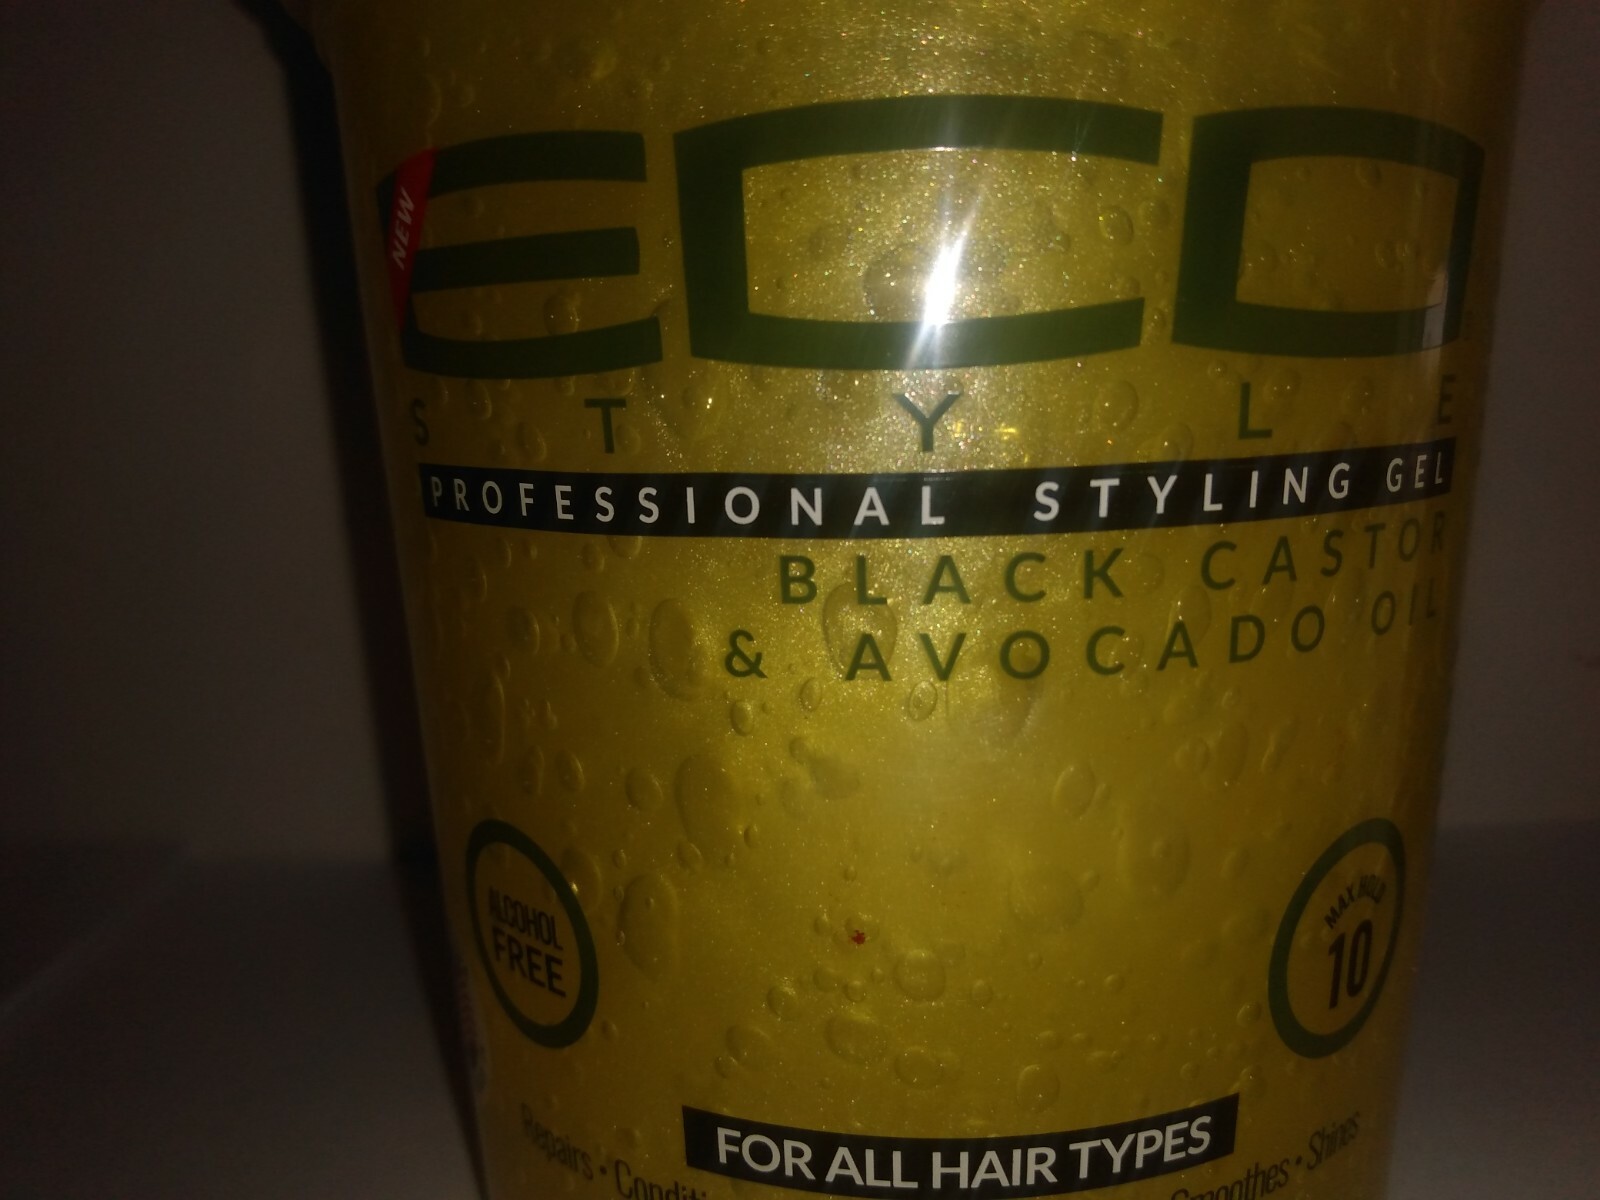 NEW
ECO
STYLE
PROFESSIONAL STYLING GEL
BLACK CASTOR
& AVOCADO OIL
ALCOHOL
FREE
MAX HOLD
10
FOR ALL HAIR TYPES
Repairs • Smoothes • Shines